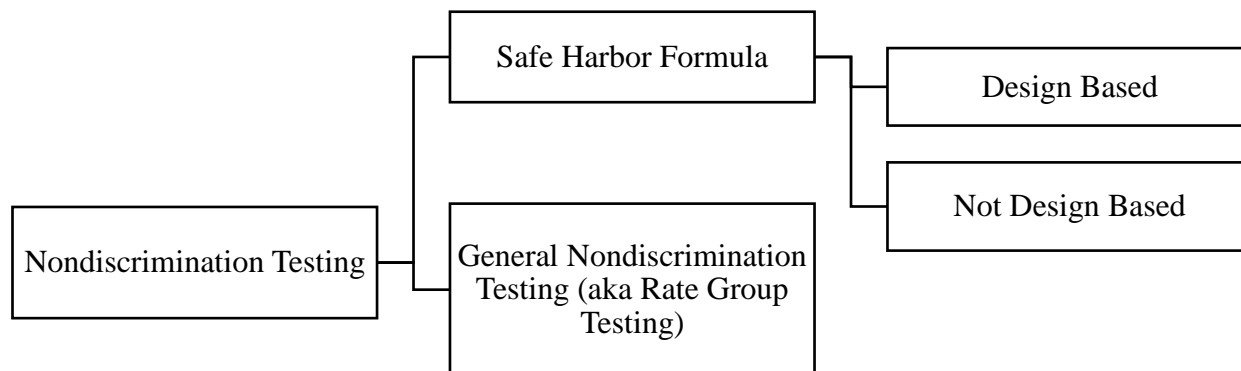 Safe Harbor Formula
Design Based
Not Design Based
Nondiscrimination Testing
General Nondiscrimination
Testing (aka Rate Group
Testing)